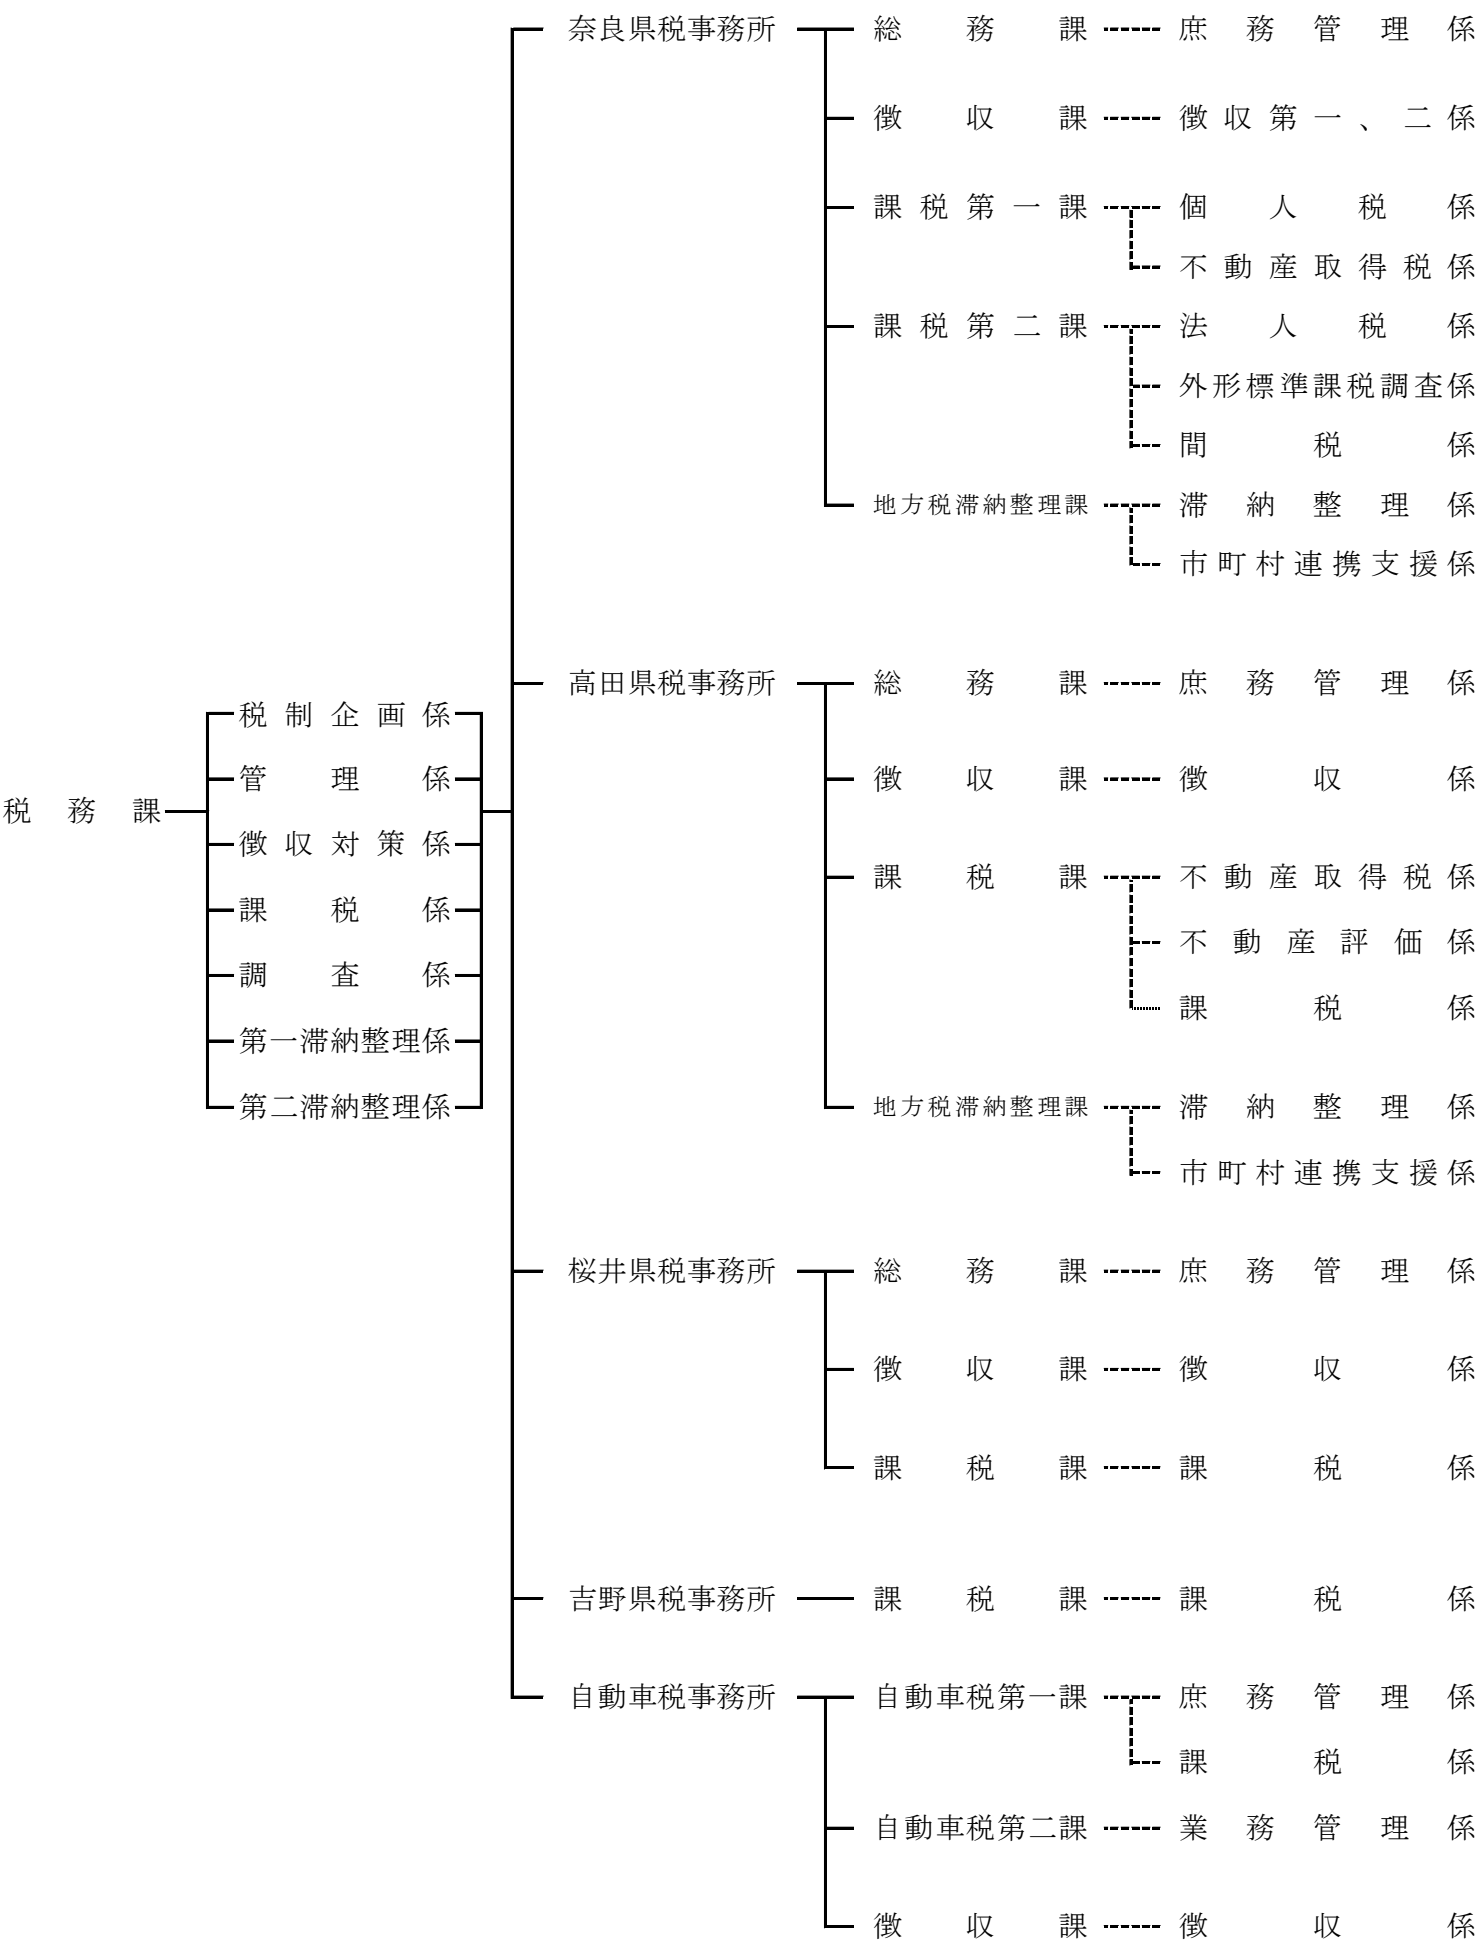 奈良県税事務所 総務課 庶務管理係
徴収課 徴収第一、二係
課税第一課 個人税係
不動産取得税係
課税第二課 法人税係
外形標準課税調査係
間税係
地方税滞納整理課 滞納整理係
市町村連携支援係
高田県税事務所 総務課 庶務管理係
税制企画係
管理係 徴収課 徴収係
税務課
徴収対策係
課税課 不動産取得税係
課税係
不動産評価係
調査係
課税係
第一滞納整理係
第二滞納整理係 地方税滞納整理課 滞納整理係
市町村連携支援係
桜井県税事務所 総務課 庶務管理係
徴収課 徴収係
課税課 課税係
吉野県税事務所 課税課 課税係
自動車税事務所 自動車税第一課 庶務管理係
課税係
自動車税第二課 業務管理係
徴収課 徴収係